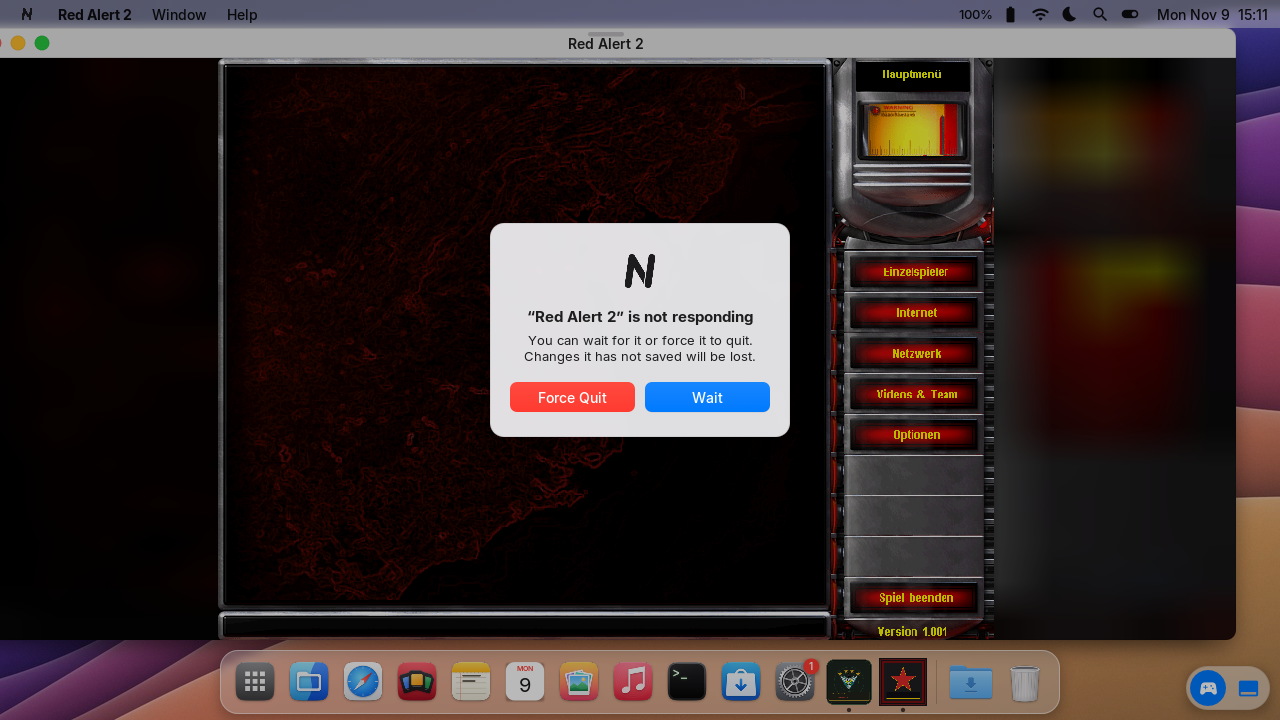 Red Alert 2 Window Help 100% Mon Nov 9 15:11
Red Alert 2
Hauptmenü
WARNING
“Red Alert 2” is not responding
You can wait for it or force it to quit.
Changes it has not saved will be lost.
Force Quit Wait
Einzelspieler
Internet
Netzwerk
Videos & Team
Optionen
Spiel beenden
Version 1.001
MON
9
>_
1